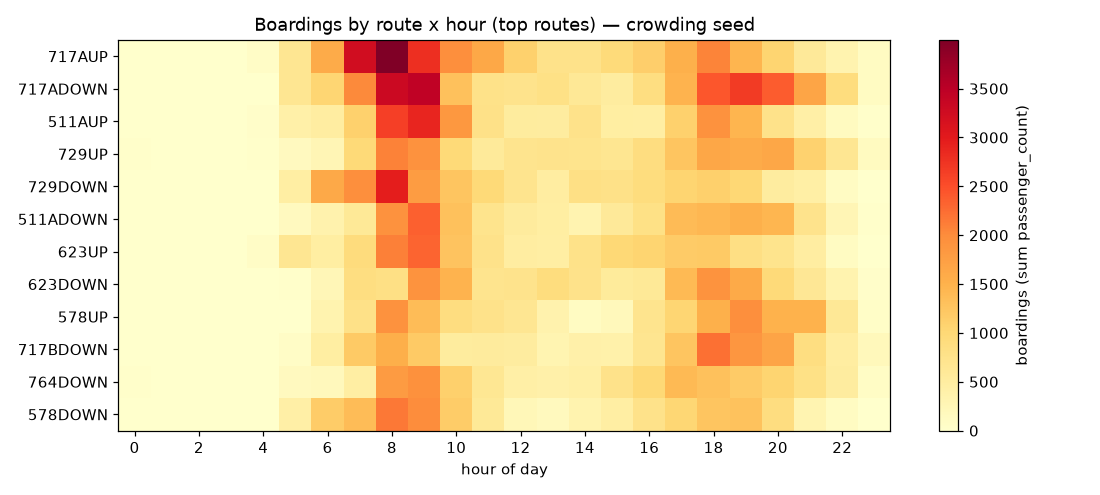 Boardings by route x hour (top routes) — crowding seed
717AUP
717ADOWN
511AUP
729UP
729DOWN
511ADOWN
623UP
623DOWN
578UP
717BDOWN
764DOWN
578DOWN
0 2 4 6 8 10 12 14 16 18 20 22
hour of day
3500
3000
2500
2000
1500
1000
500
0
boardings (sum passenger_count)